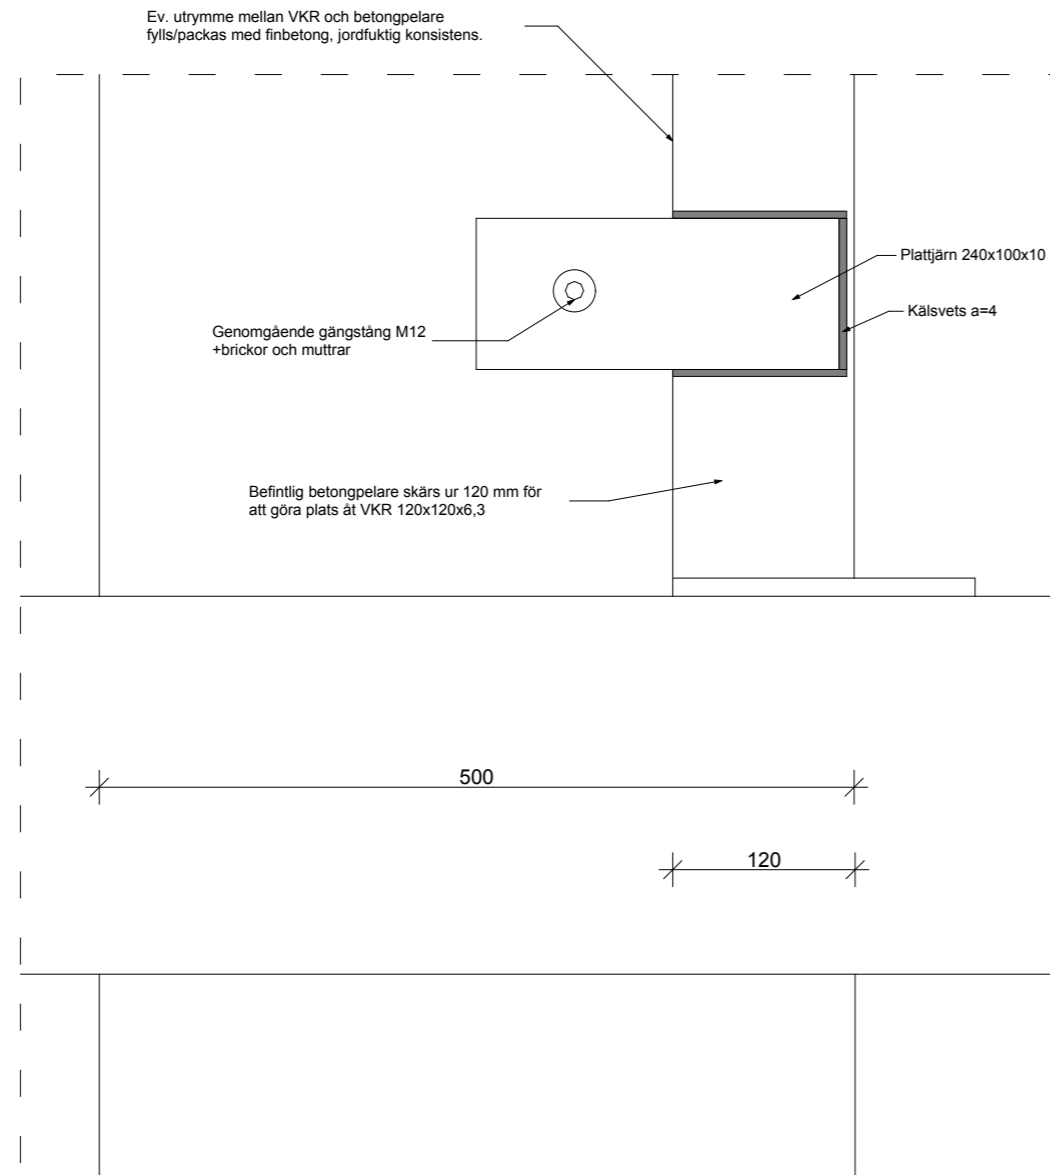 Ev. utrymme mellan VKR och betongpelare
fylls/packas med finbetong, jordfuktig konsistens.
Plattjärn 240x100x10
Kälsvets a=4
Genomgående gängstång M12
+brickor och muttrar
Befintlig betongpelare skärs ur 120 mm för
att göra plats åt VKR 120x120x6,3
500
120